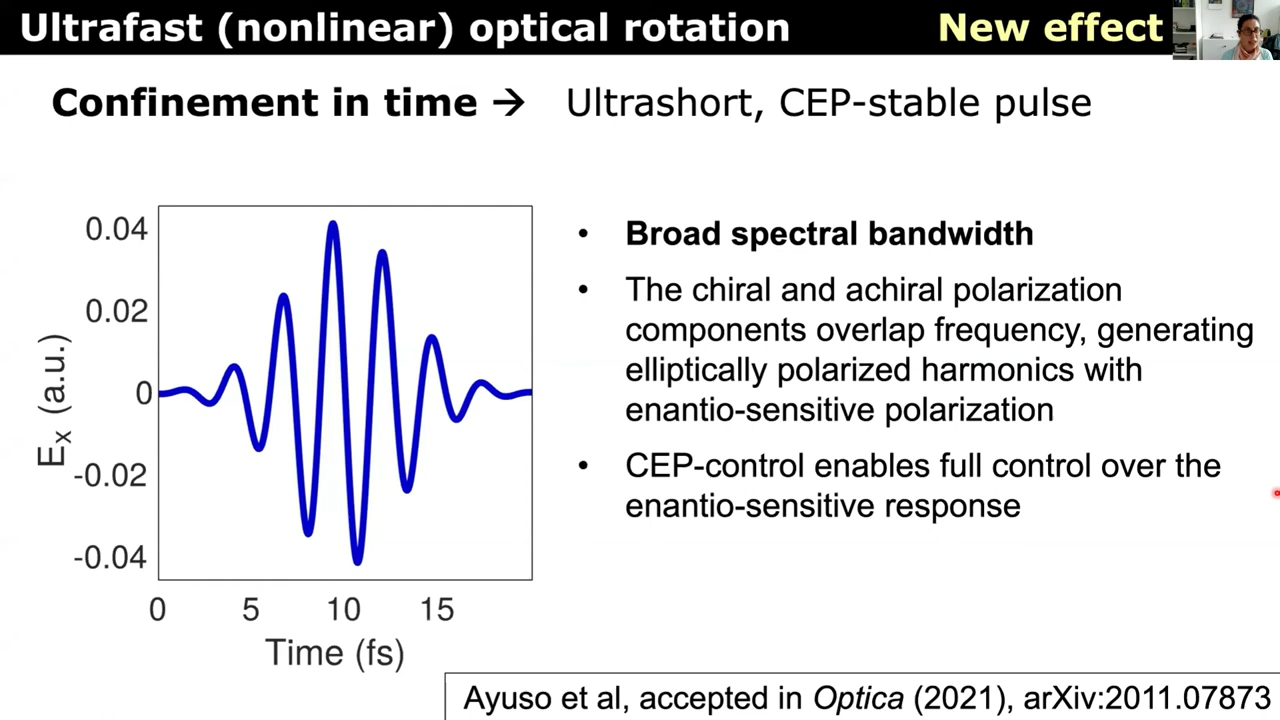 Ultrafast (nonlinear) optical rotation New effect
Confinement in time → Ultrashort, CEP-stable pulse
0.04
0.02
0
-0.02
-0.04
Ex (a.u.)
0 5 10 15
Time (fs)
• Broad spectral bandwidth
• The chiral and achiral polarization
components overlap frequency, generating
elliptically polarized harmonics with
enantio-sensitive polarization
• CEP-control enables full control over the
enantio-sensitive response
Ayuso et al, accepted in Optica (2021), arXiv:2011.07873